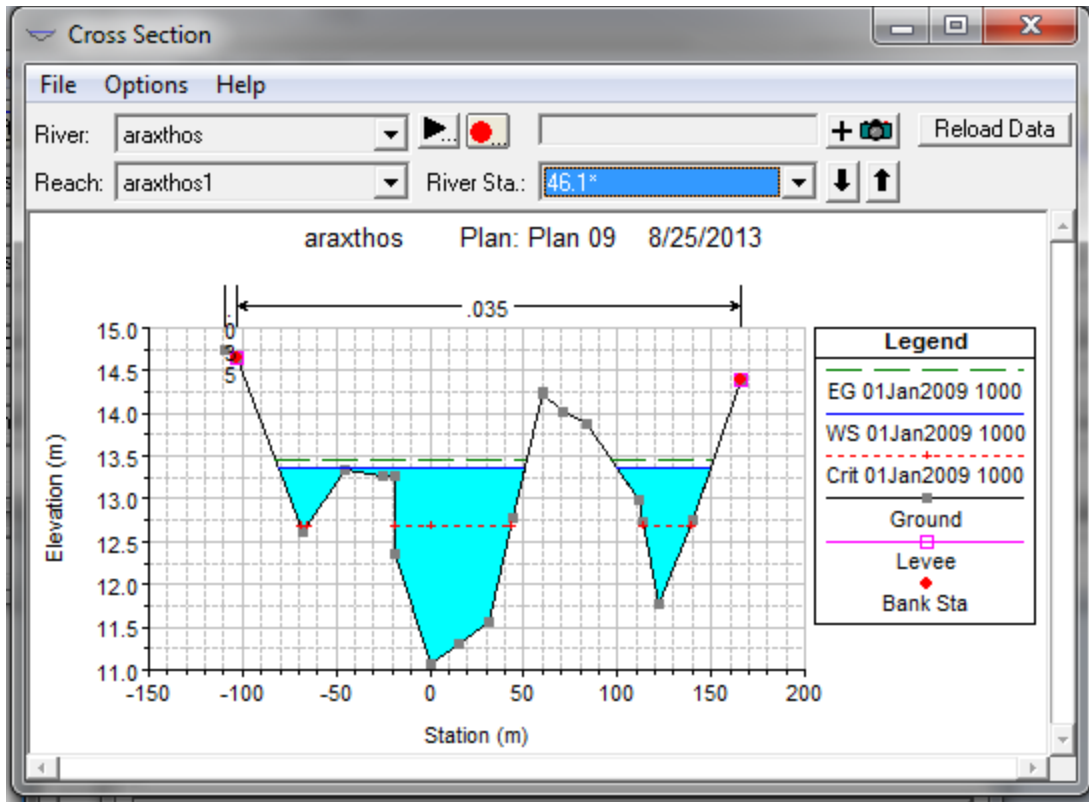 Cross Section
File Options Help
River: araxthos Reload Data
Reach: araxthos1 River Sta.: 46.1*
araxthos Plan: Plan 09 8/25/2013
.035
.035
15.0
14.5
14.0
13.5
13.0
12.5
12.0
11.5
11.0
-150 -100 -50 0 50 100 150 200
Elevation (m)
Station (m)
Legend
EG 01Jan2009 1000
WS 01Jan2009 1000
Crit 01Jan2009 1000
Ground
Levee
Bank Sta